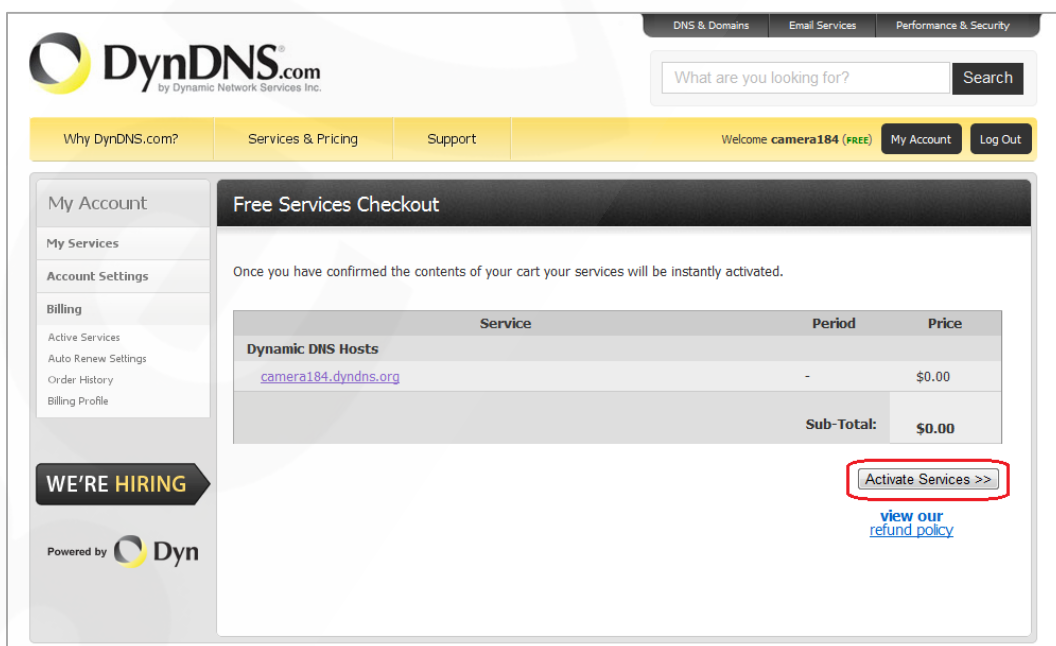 DNS & Domains Email Services Performance & Security
DynDNS.com
by Dynamic Network Services Inc.
What are you looking for? Search
Why DynDNS.com? Services & Pricing Support Welcome camera184 (FREE) My Account Log Out
My Account
My Services
Account Settings
Billing
Active Services
Auto Renew Settings
Order History
Billing Profile
WE'RE HIRING
Powered by Dyn
Free Services Checkout
Once you have confirmed the contents of your cart your services will be instantly activated.
Service Period Price
Dynamic DNS Hosts
camera184.dyndns.org - $0.00
Sub-Total: $0.00
Activate Services >>
view our
refund policy